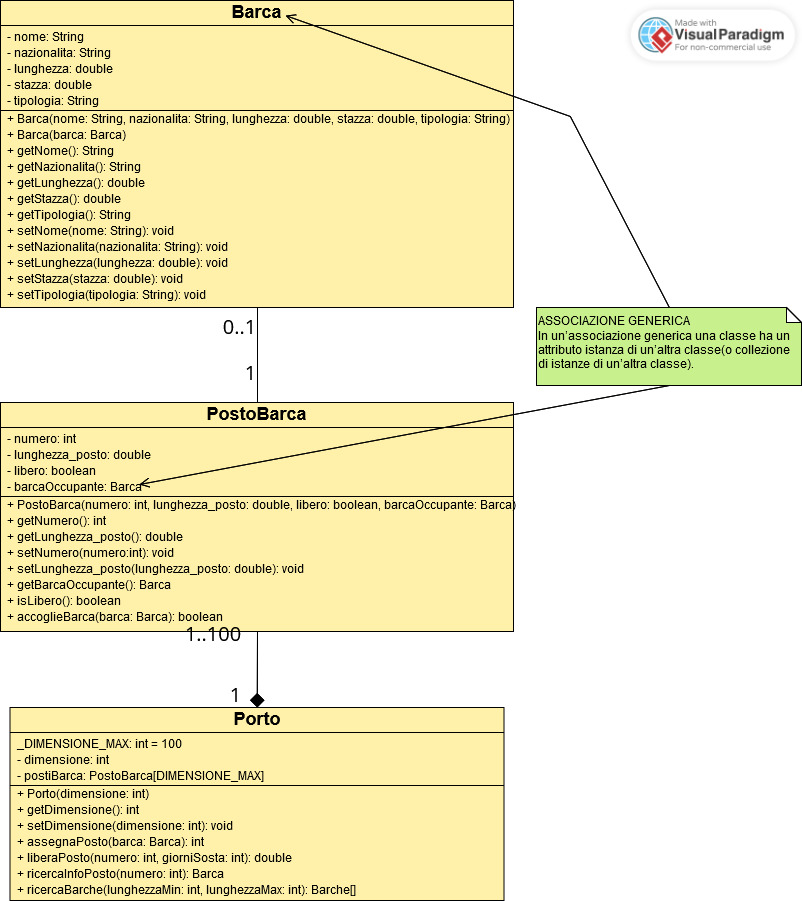 Barca
- nome: String
- nazionalita: String
- lunghezza: double
- stazza: double
- tipologia: String
+ Barca(nome: String, nazionalita: String, lunghezza: double, stazza: double, tipologia: String)
+ Barca(barca: Barca)
+ getNome(): String
+ getNazionalita(): String
+ getLunghezza(): double
+ getStazza(): double
+ getTipologia(): String
+ setNome(nome: String): void
+ setNazionalita(nazionalita: String): void
+ setLunghezza(lunghezza: double): void
+ setStazza(stazza: double): void
+ setTipologia(tipologia: String): void
Made with
VisualParadigm
For non-commercial use
ASSOCIAZIONE GENERICA
In un'associazione generica una classe ha un
attributo istanza di un'altra classe(o collezione
di istanze di un'altra classe).
0..1
1
PostoBarca
- numero: int
- lunghezza_posto: double
- libero: boolean
- barcaOccupante: Barca
+ PostoBarca(numero: int, lunghezza_posto: double, libero: boolean, barcaOccupante: Barca)
+ getNumero(): int
+ getLunghezza_posto(): double
+ setNumero(numero:int): void
+ setLunghezza_posto(lunghezza_posto: double): void
+ getBarcaOccupante(): Barca
+ isLibero(): boolean
+ accoglieBarca(barca: Barca): boolean
1..100
1
Porto
_DIMENSIONE_MAX: int = 100
- dimensione: int
- postiBarca: PostoBarca[DIMENSIONE_MAX]
+ Porto(dimensione: int)
+ getDimensione(): int
+ setDimensione(dimensione: int): void
+ assegnaPosto(barca: Barca): int
+ liberaPosto(numero: int, giorniSosta: int): double
+ ricercaInfoPosto(numero: int): Barca
+ ricercaBarche(lunghezzaMin: int, lunghezzaMax: int): Barche[]